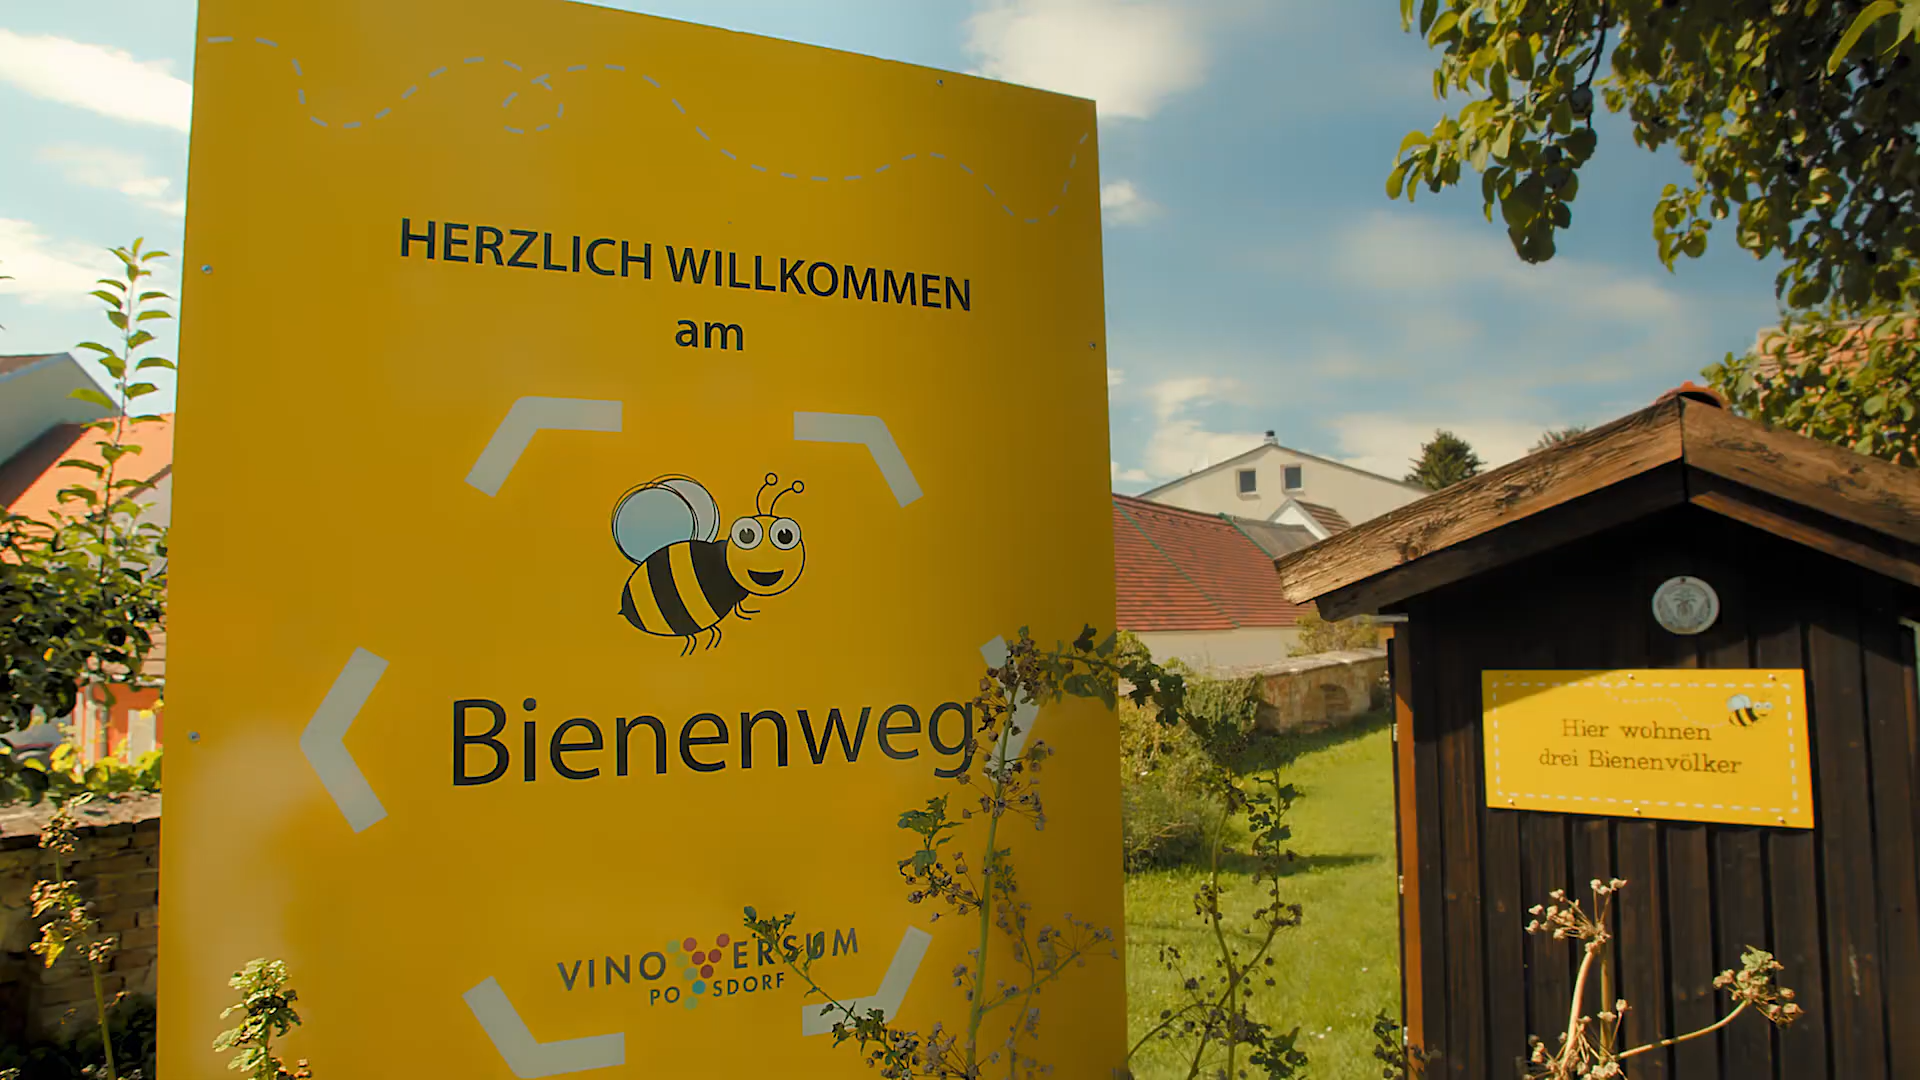 HERZLICH WILLKOMMEN
am
Bienenweg
VINOVERSUM
POYSDORF
Hier wohnen
drei Bienenvölker